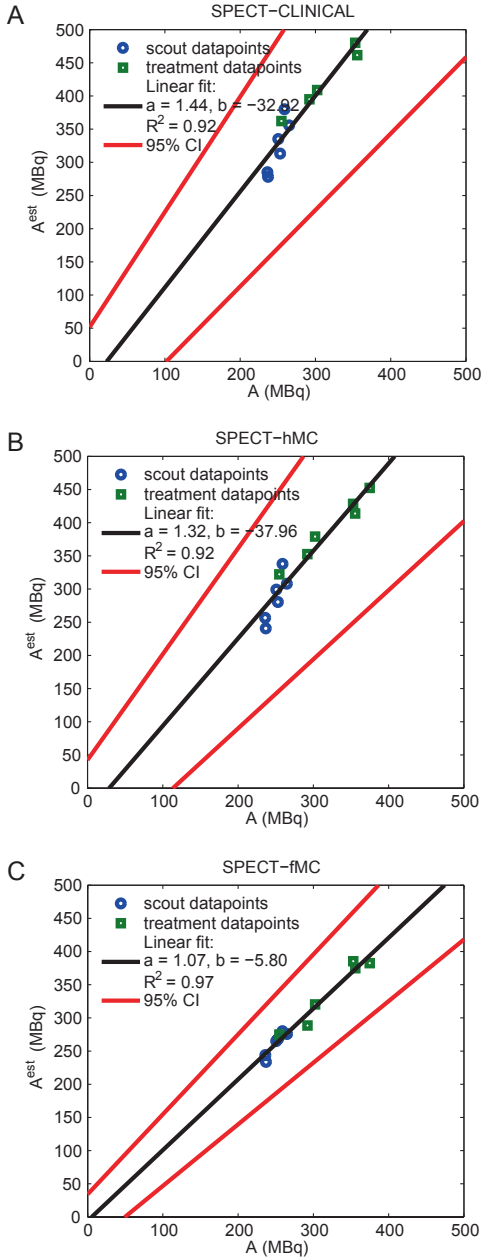 A
SPECT−CLINICAL
500
450
400
350
300
250
200
150
100
50
0
A^est (MBq)
scout datapoints
treatment datapoints
Linear fit:
a = 1.44, b = −32.92
R² = 0.92
95% CI
0 100 200 300 400 500
A (MBq)
B
SPECT−hMC
500
450
400
350
300
250
200
150
100
50
0
A^est (MBq)
scout datapoints
treatment datapoints
Linear fit:
a = 1.32, b = −37.96
R² = 0.92
95% CI
0 100 200 300 400 500
A (MBq)
C
SPECT−fMC
500
450
400
350
300
250
200
150
100
50
0
A^est (MBq)
scout datapoints
treatment datapoints
Linear fit:
a = 1.07, b = −5.80
R² = 0.97
95% CI
0 100 200 300 400 500
A (MBq)